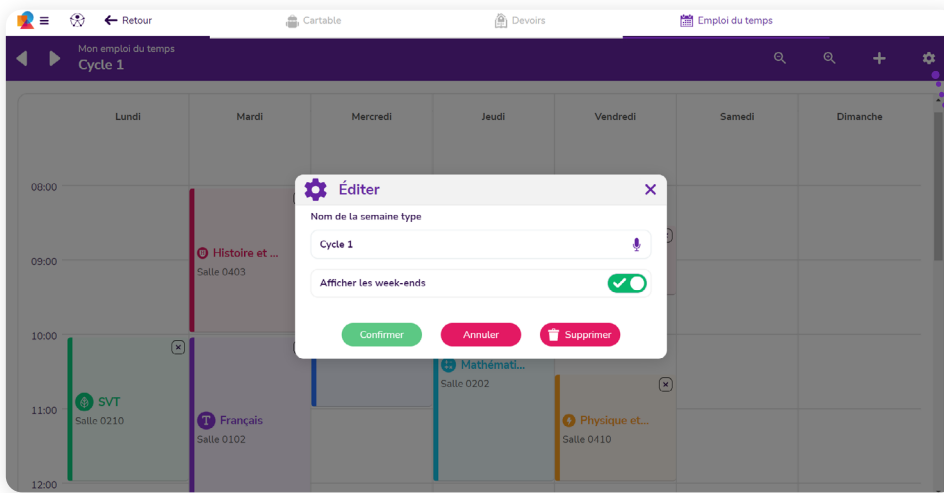 Retour
Cartable
Devoirs
Emploi du temps
Mon emploi du temps
Cycle 1
Lundi
Mardi
Mercredi
Jeudi
Vendredi
Samedi
Dimanche
Éditer
Nom de la semaine type
Cycle 1
Afficher les week-ends
Confirmer
Annuler
Supprimer
08:00
Histoire et ...
Salle 0403
09:00
10:00
Mathémati...
Salle 0202
SVT
Salle 0210
Français
Salle 0102
Physique et...
Salle 0410
11:00
12:00